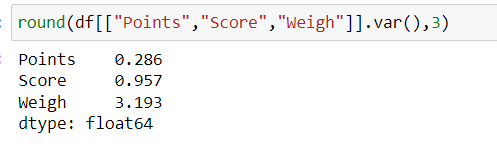 round(df[["Points","Score","Weigh"]].var(),3)
Points 0.286
Score 0.957
Weigh 3.193
dtype: float64